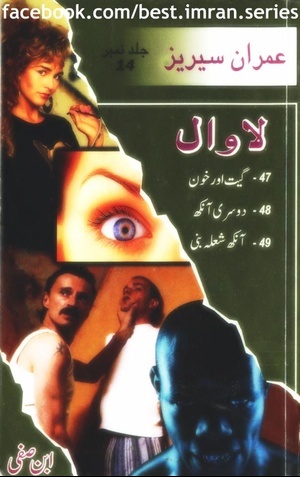 facebook.com/best.imran.series
عمران سیریز
جلد نمبر
14
لاوال
47- گیت اور خون
48- دوسری آنکھ
49- آنکھ شعلہ بنی
ابن صفی